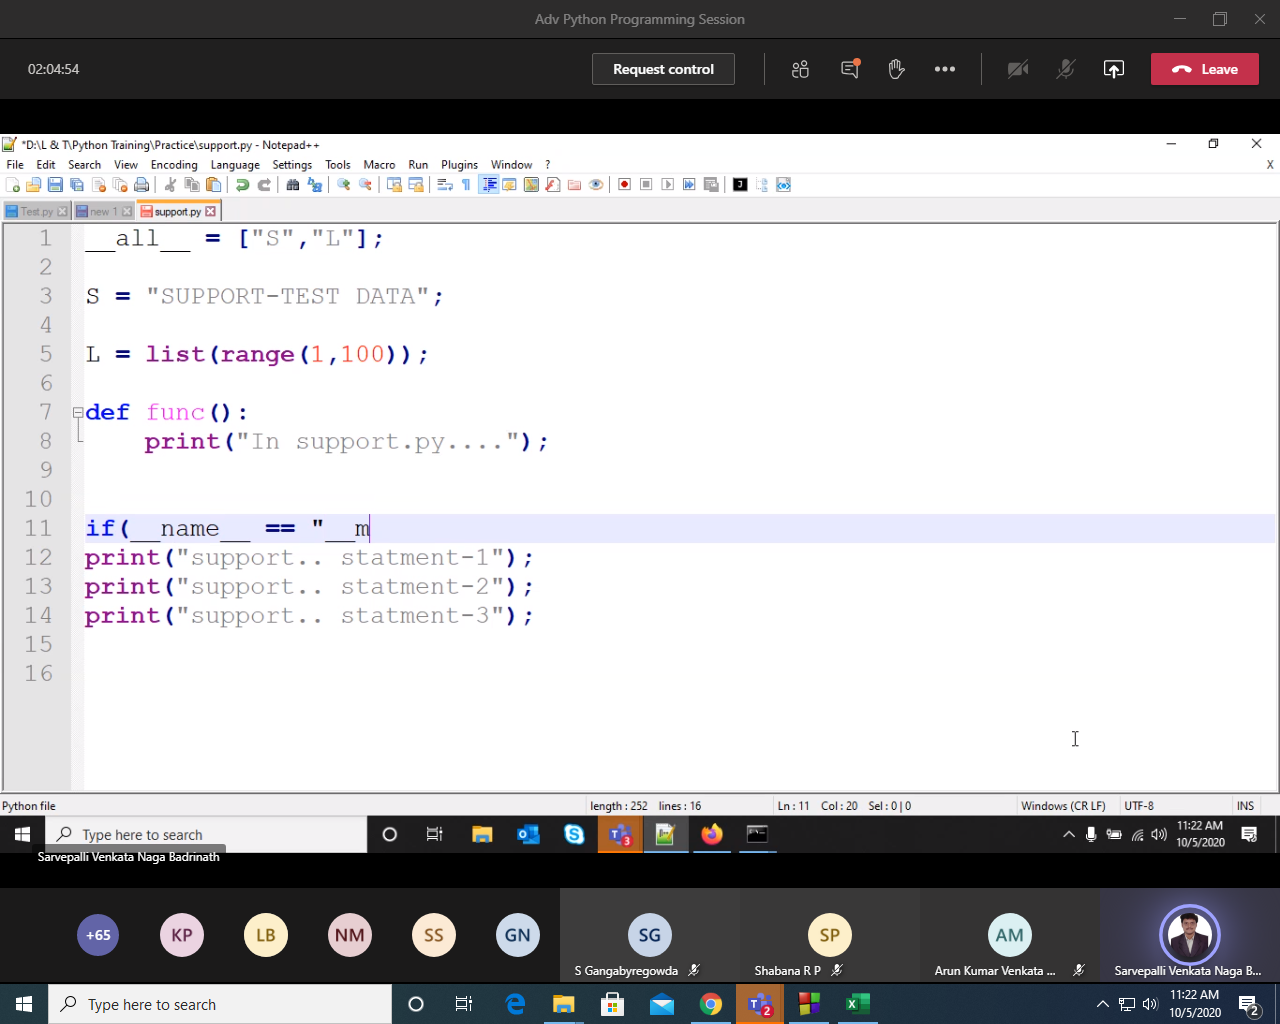 Adv Python Programming Session
02:04:54
Request control
Leave
*D:\L & T\Python Training\Practice\support.py - Notepad++
File Edit Search View Encoding Language Settings Tools Macro Run Plugins Window ? X
Test.py new 1 support.py
1 __all__ = ["S","L"];
2
3 S = "SUPPORT-TEST DATA";
4
5 L = list(range(1,100));
6
7 def func():
8 print("In support.py....");
9
10
11 if(__name__ == "__m
12 print("support.. statment-1");
13 print("support.. statment-2");
14 print("support.. statment-3");
15
16
Python file length : 252 lines : 16 Ln : 11 Col : 20 Sel : 0 | 0 Windows (CR LF) UTF-8 INS
Type here to search 3 11:22 AM
10/5/2020
Sarvepalli Venkata Naga Badrinath
+65 KP LB NM SS GN SG SP AM
S Gangabyregowda Shabana R P Arun Kumar Venkata ... Sarvepalli Venkata Naga B...
Type here to search 2 11:22 AM
10/5/2020 2